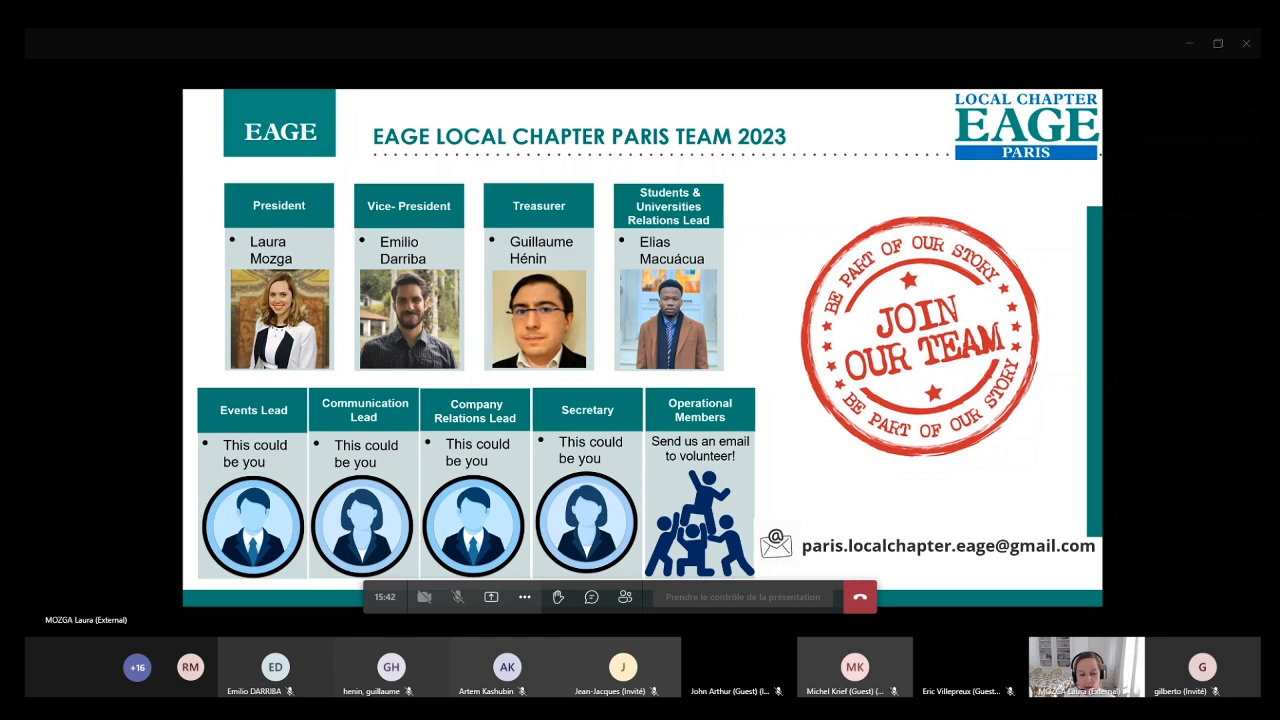 EAGE
EAGE LOCAL CHAPTER PARIS TEAM 2023
LOCAL CHAPTER
EAGE
PARIS
President
• Laura
Mozga
Vice- President
• Emilio
Darriba
Treasurer
• Guillaume
Hénin
Students &
Universities
Relations Lead
• Elias
Macuácua
BE PART OF OUR STORY
JOIN
OUR TEAM
BE PART OF OUR STORY
Events Lead
• This could
be you
Communication
Lead
• This could
be you
Company
Relations Lead
• This could
be you
Secretary
• This could
be you
Operational
Members
Send us an email
to volunteer!
@
paris.localchapter.eage@gmail.com
15:42
Prendre le contrôle de la présentation
MOZGA Laura (External)
+16
RM
ED
Emilio DARRIBA
GH
henin, guillaume
AK
Artem Kashubin
J
Jean-Jacques (Invité)
John Arthur (Guest) (I...
MK
Michel Krief (Guest) (...
Eric Villepreux (Guest...
MOZGA Laura (External)
G
gilberto (Invité)